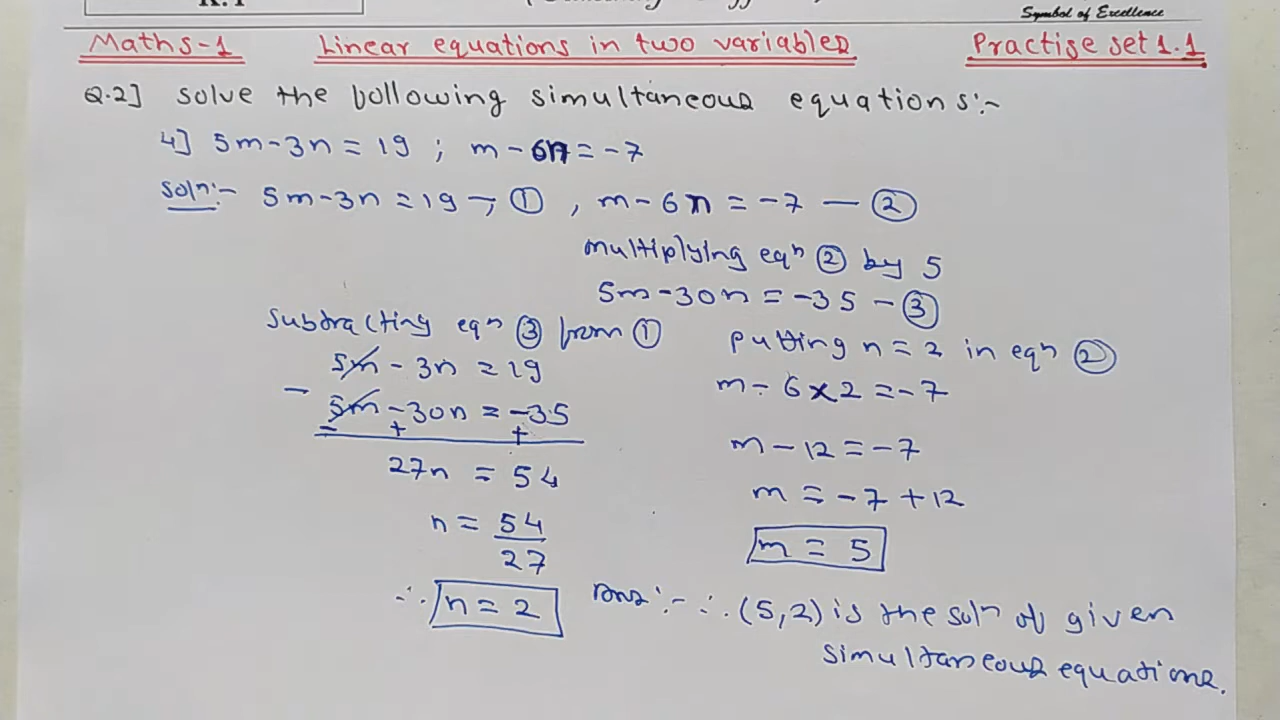 Symbol of Excellence
Maths-1 Linear equations in two variables Practise set 1.1
Q.2] solve the following simultaneous equations:-
4] 5m-3n=19 ; m-6n=-7
Soln:- 5m-3n=19 → ① , m-6n=-7 — ②
multiplying eqn ② by 5
5m-30n=-35 - ③
Subtracting eqn ③ from ①
5m - 3n = 19
- 5m - 30n = -35
- + +
27n = 54
n = 54/27
∴ n = 2
putting n=2 in eqn ②
m - 6×2 = -7
m - 12 = -7
m = -7 + 12
m = 5
Ans:- ∴ (5,2) is the soln of given
simultaneous equations.